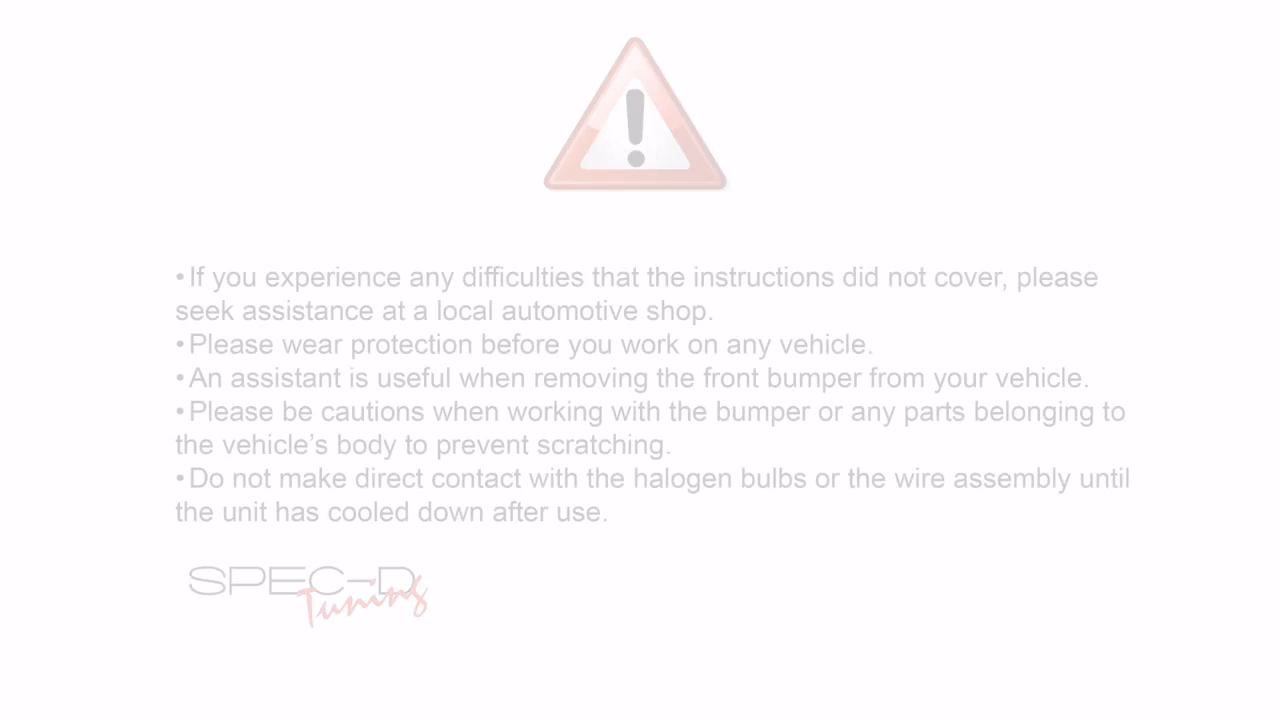 •If you experience any difficulties that the instructions did not cover, please
seek assistance at a local automotive shop.
•Please wear protection before you work on any vehicle.
•An assistant is useful when removing the front bumper from your vehicle.
•Please be cautions when working with the bumper or any parts belonging to
the vehicle’s body to prevent scratching.
•Do not make direct contact with the halogen bulbs or the wire assembly until
the unit has cooled down after use.
SPEC-D
Tuning